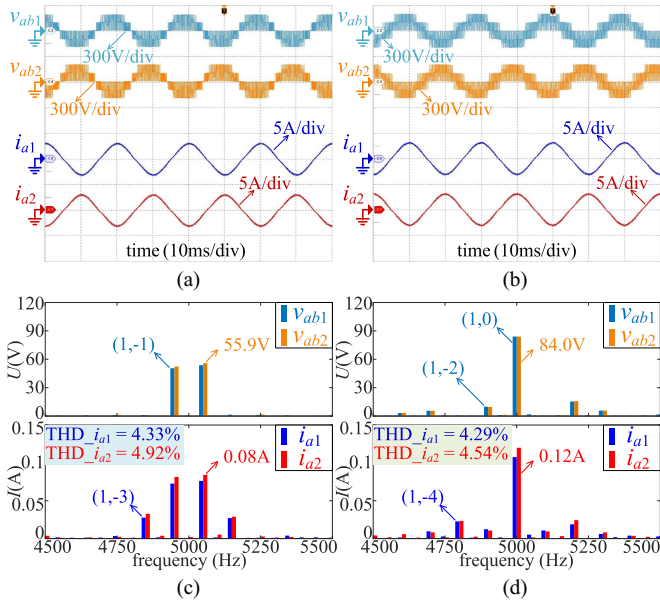 v_ab1
300V/div
v_ab2
300V/div
i_a1
5A/div
i_a2
5A/div
time (10ms/div)
(a)
v_ab1
300V/div
v_ab2
300V/div
i_a1
5A/div
i_a2
5A/div
time (10ms/div)
(b)
U(V)
120
90
60
30
0
(1,-1)
55.9V
v_ab1
v_ab2
I(A)
0.15
0.1
0.05
0
THD_i_a1 = 4.33%
THD_i_a2 = 4.92%
(1,-3)
0.08A
i_a1
i_a2
4500 4750 5000 5250 5500
frequency (Hz)
(c)
U(V)
120
90
60
30
0
(1,0)
(1,-2)
84.0V
v_ab1
v_ab2
I(A)
0.15
0.1
0.05
0
THD_i_a1 = 4.29%
THD_i_a2 = 4.54%
(1,-4)
0.12A
i_a1
i_a2
4500 4750 5000 5250 5500
frequency (Hz)
(d)